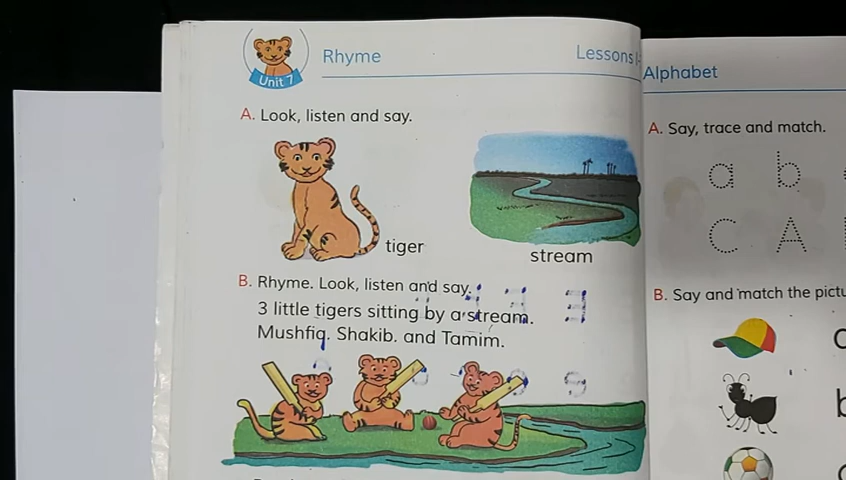 Unit 7
Rhyme
Lessons
A. Look, listen and say.
tiger
stream
B. Rhyme. Look, listen and say.
3 little tigers sitting by a stream.
Mushfiq. Shakib. and Tamim.
Alphabet
A. Say, trace and match.
a b
C A
B. Say and match the